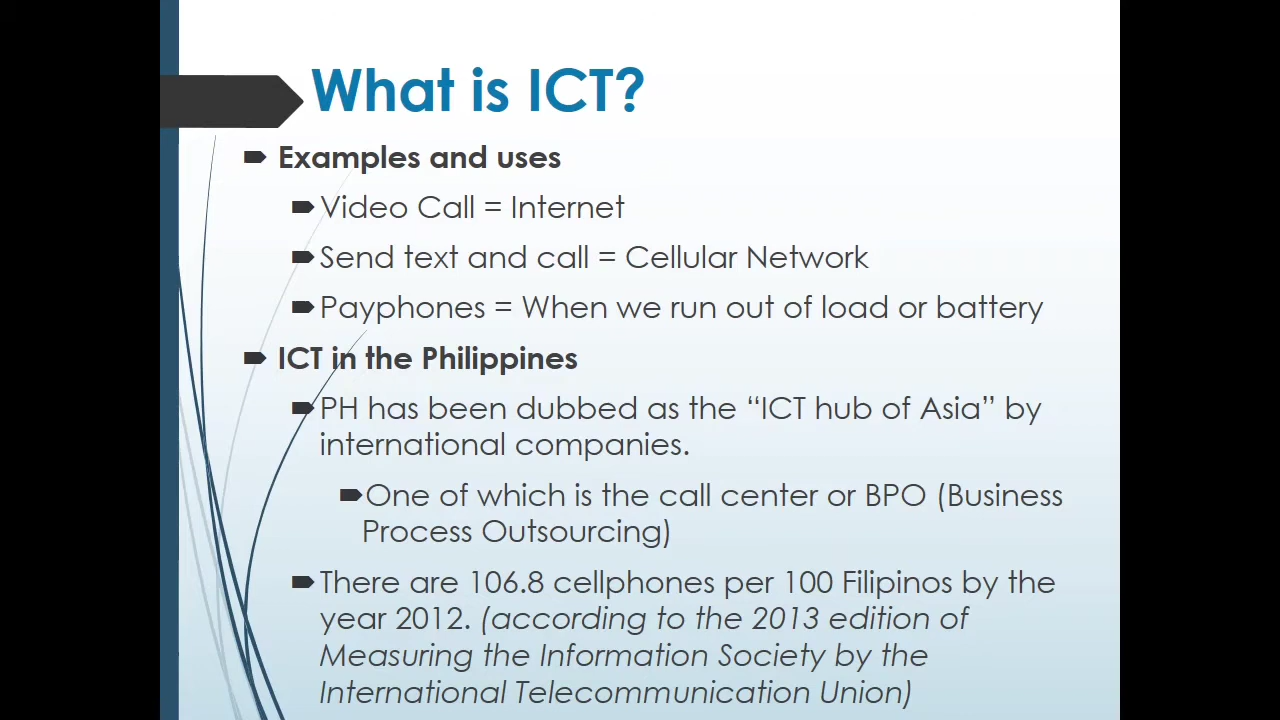 What is ICT?
Examples and uses
Video Call = Internet
Send text and call = Cellular Network
Payphones = When we run out of load or battery
ICT in the Philippines
PH has been dubbed as the “ICT hub of Asia” by
international companies.
One of which is the call center or BPO (Business
Process Outsourcing)
There are 106.8 cellphones per 100 Filipinos by the
year 2012. (according to the 2013 edition of
Measuring the Information Society by the
International Telecommunication Union)